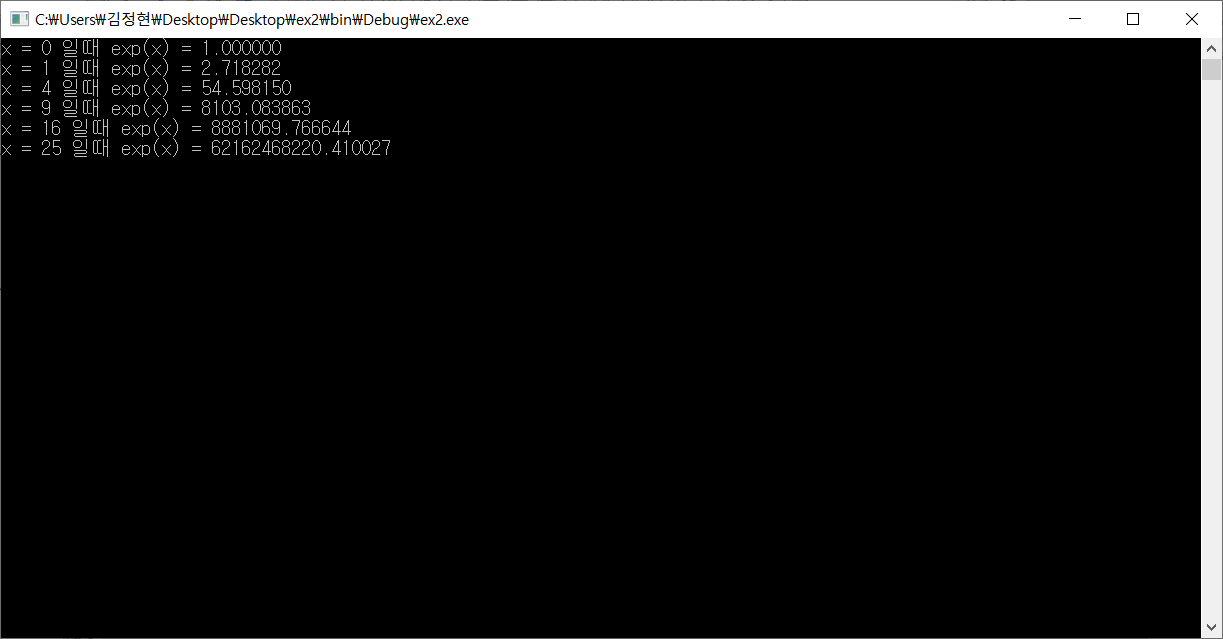 C:₩Users₩김정현₩Desktop₩Desktop₩ex2₩bin₩Debug₩ex2.exe
x = 0 일때 exp(x) = 1.000000
x = 1 일때 exp(x) = 2.718282
x = 4 일때 exp(x) = 54.598150
x = 9 일때 exp(x) = 8103.083863
x = 16 일때 exp(x) = 8881069.766644
x = 25 일때 exp(x) = 62162468220.410027